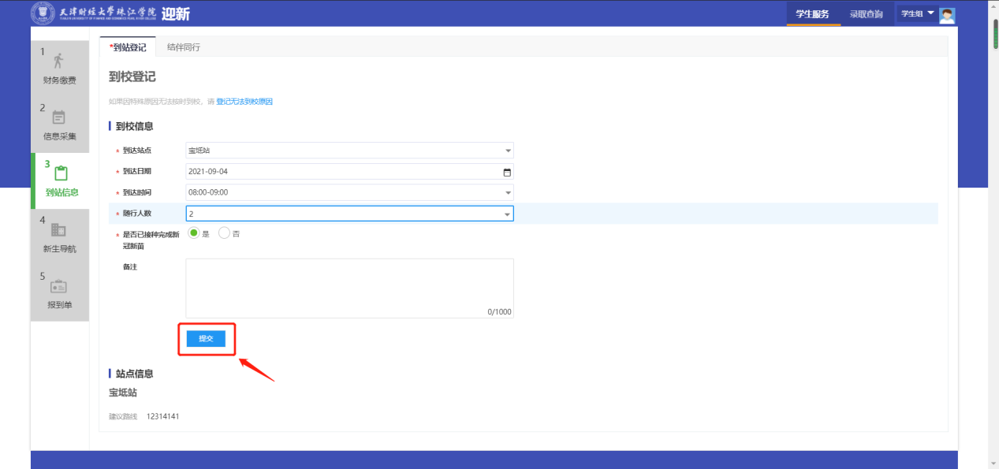 天津财经大学珠江学院 迎新
学生服务 录取查询 学生组
1
财务缴费
2
信息采集
3
到站信息
4
新生导航
5
报到单
*到站登记 结伴同行
到校登记
如果因特殊原因无法按时到校，请 登记无法到校原因
到校信息
* 到达站点 宝坻站
* 到达日期 2021-09-04
* 到达时间 08:00-09:00
* 随行人数 2
* 是否已接种完成新 是 否
冠新苗
备注
0/1000
提交
站点信息
宝坻站
建议路线 12314141